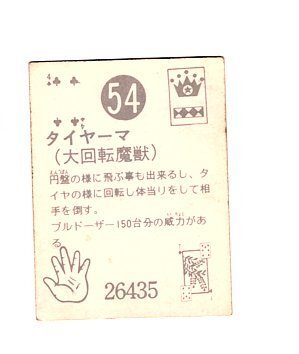 4
54
タイヤーマ
（大回転魔獣）
円盤の様に飛ぶ事も出来るし、タ
イヤの様に回転し体当りをして相
手を倒す。
ブルドーザー150台分の威力があ
る。
26435